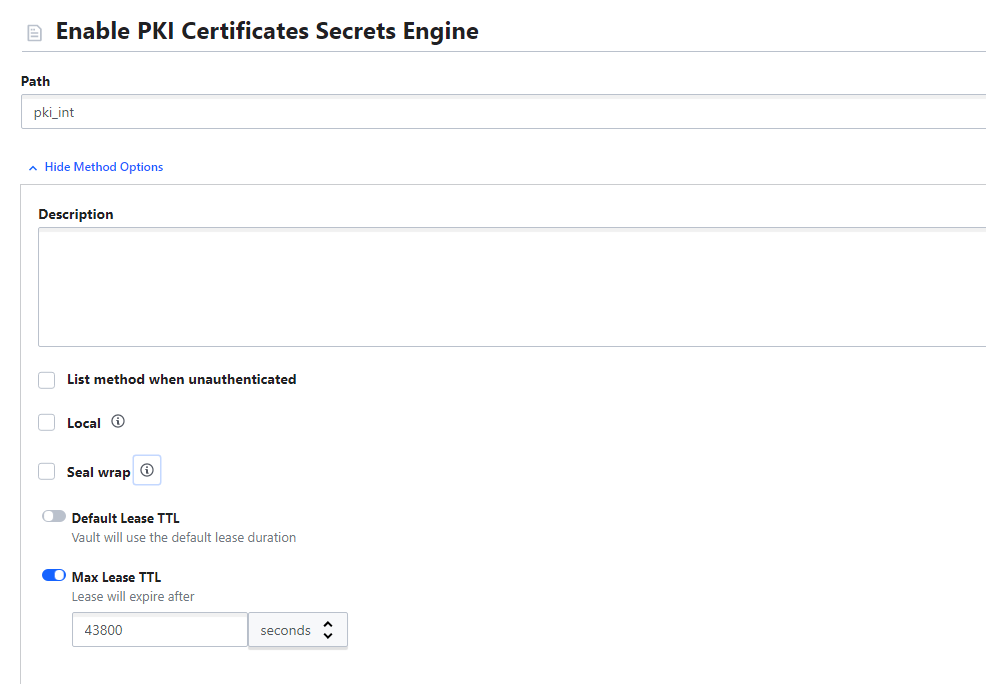 Enable PKI Certificates Secrets Engine
Path
pki_int
Hide Method Options
Description
List method when unauthenticated
Local
Seal wrap
Default Lease TTL
Vault will use the default lease duration
Max Lease TTL
Lease will expire after
43800 seconds